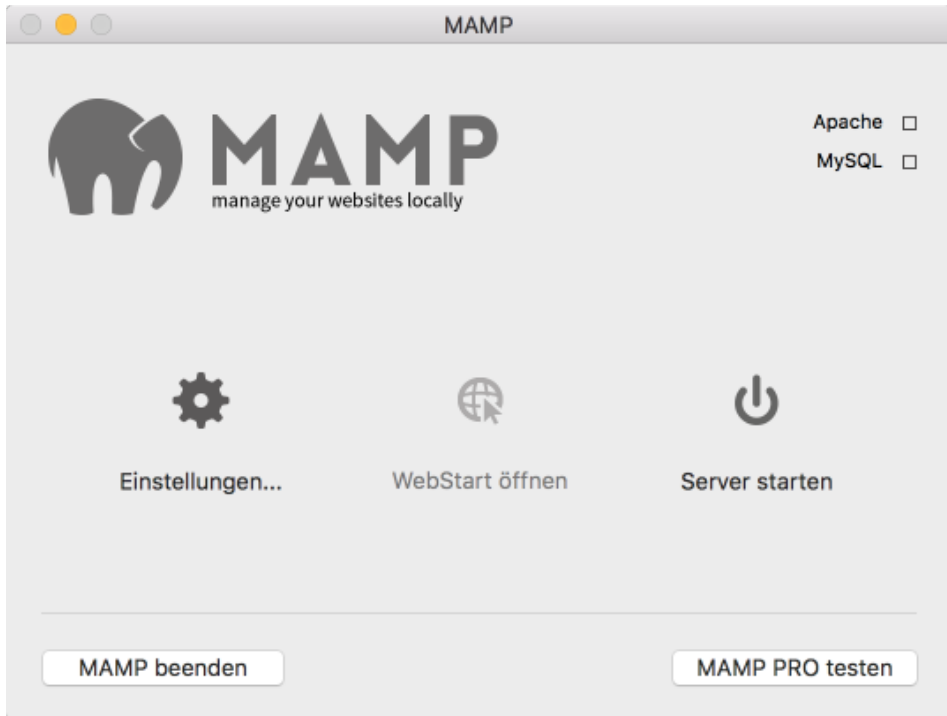 MAMP
MAMP
manage your websites locally
Apache
MySQL
Einstellungen...
WebStart öffnen
Server starten
MAMP beenden
MAMP PRO testen